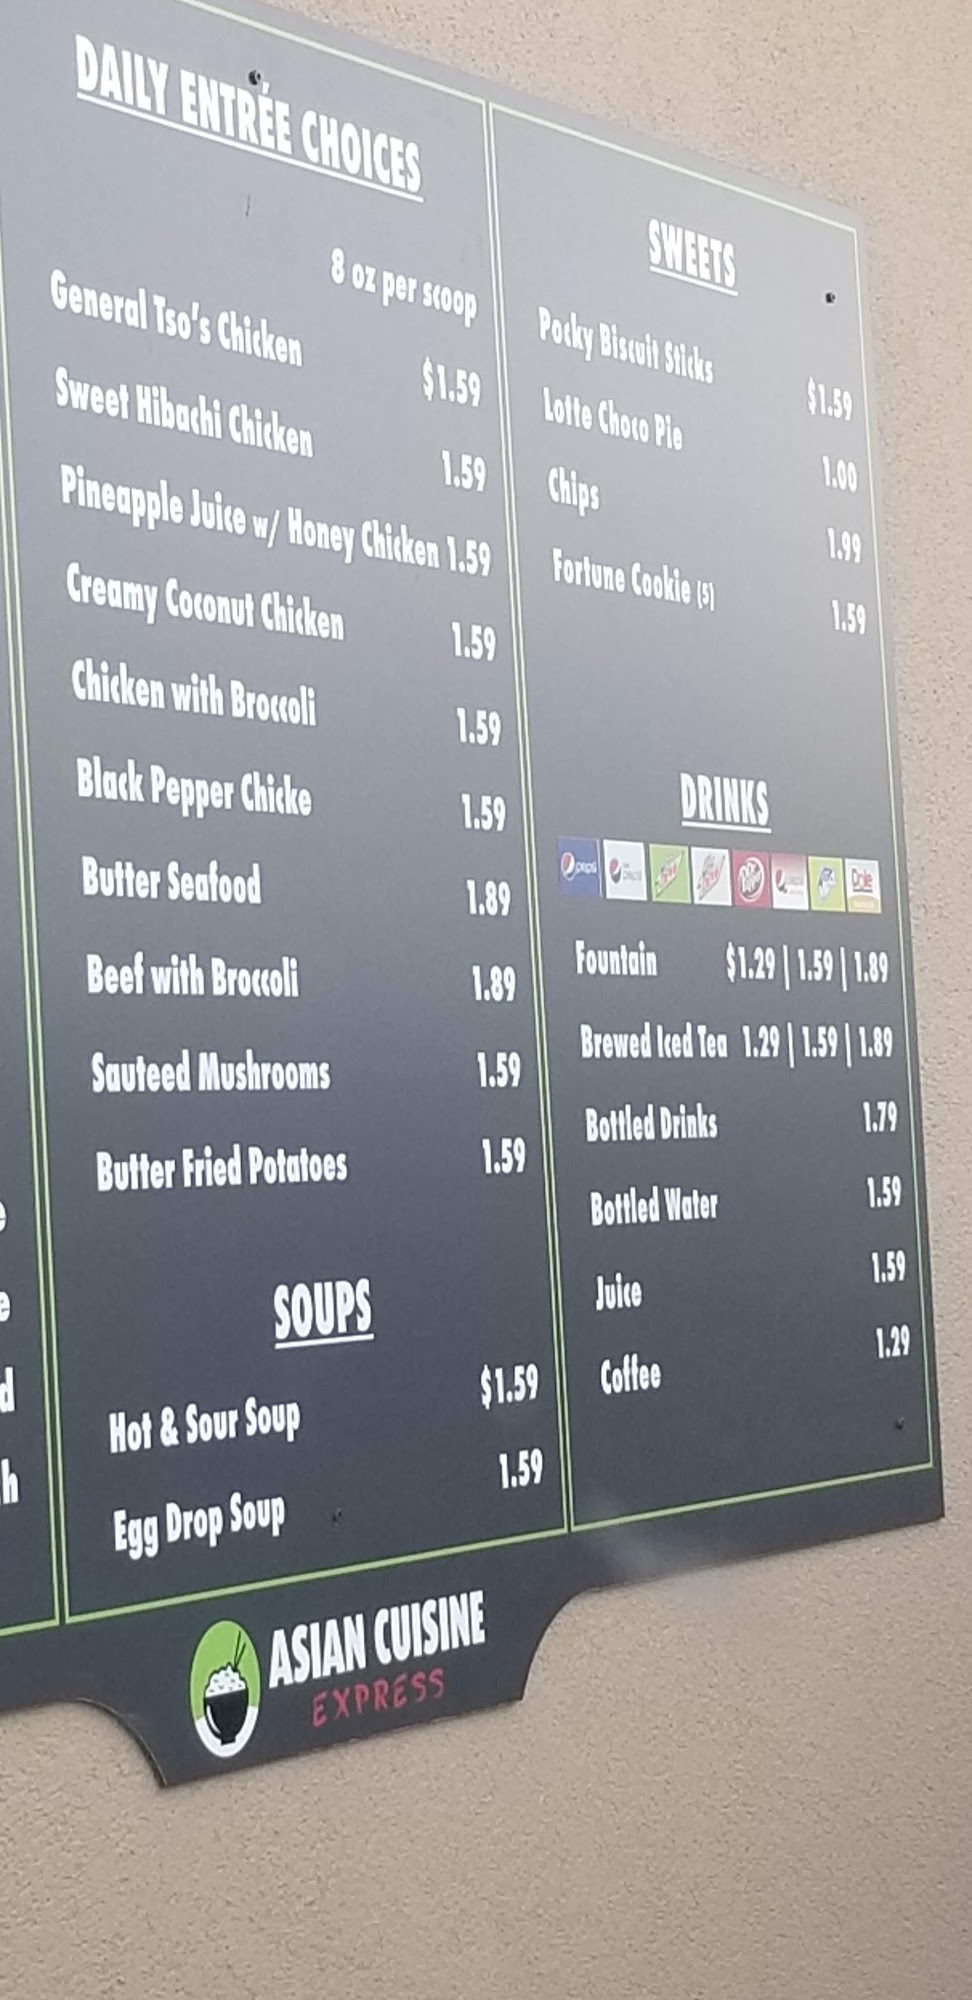 DAILY ENTRÉE CHOICES
8 oz per scoop
General Tso's Chicken $1.59
Sweet Hibachi Chicken 1.59
Pineapple Juice w/ Honey Chicken 1.59
Creamy Coconut Chicken 1.59
Chicken with Broccoli 1.59
Black Pepper Chicke 1.59
Butter Seafood 1.89
Beef with Broccoli 1.89
Sauteed Mushrooms 1.59
Butter Fried Potatoes 1.59
SOUPS
Hot & Sour Soup $1.59
Egg Drop Soup 1.59
SWEETS
Pocky Biscuit Sticks $1.59
Lotte Choco Pie 1.00
Chips 1.99
Fortune Cookie (5) 1.59
DRINKS
pepsi pepsi Dole
Fountain $1.29 | 1.59 | 1.89
Brewed Iced Tea 1.29 | 1.59 | 1.89
Bottled Drinks 1.79
Bottled Water 1.59
Juice 1.59
Coffee 1.29
ASIAN CUISINE
EXPRESS